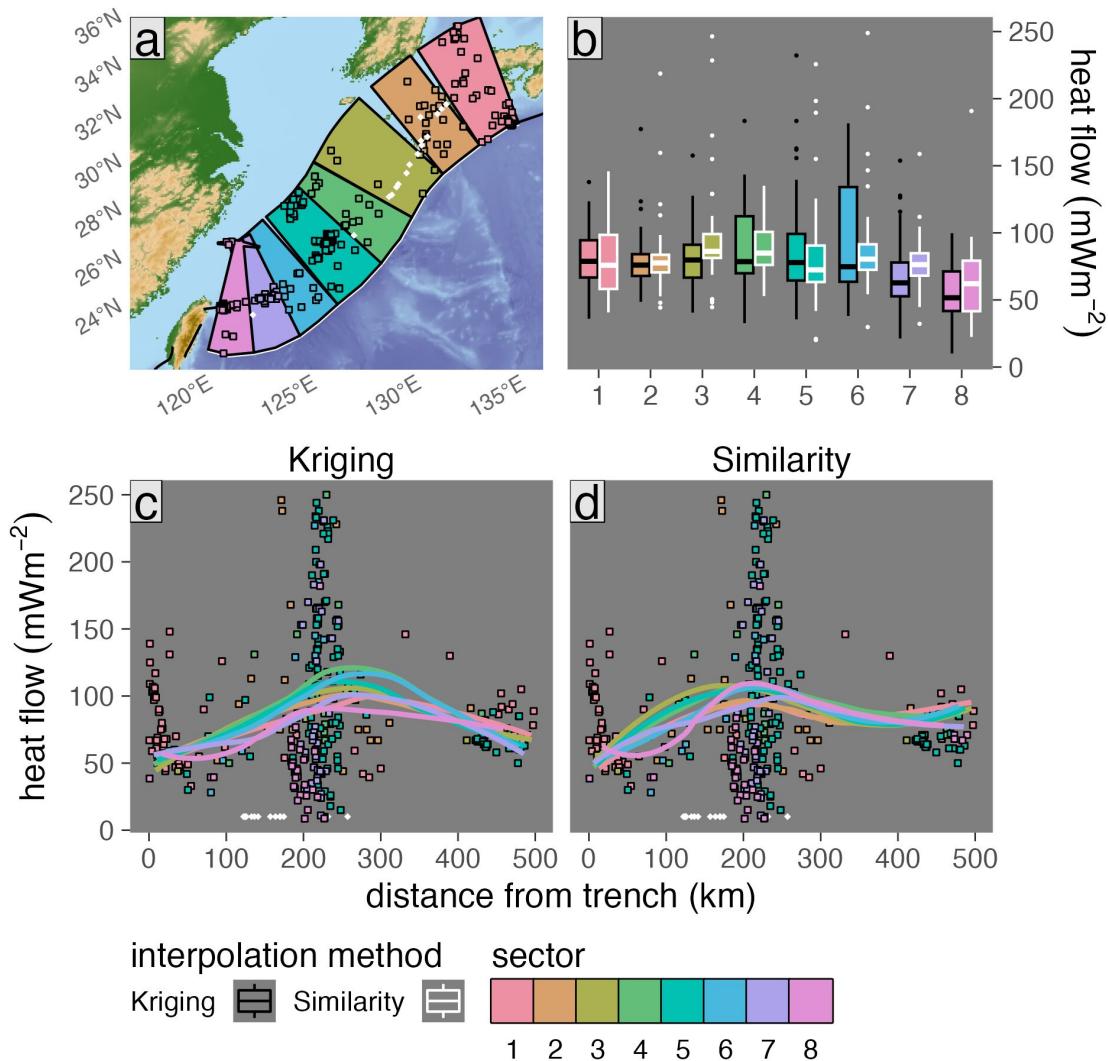 a
b
36°N
34°N
32°N
30°N
28°N
26°N
24°N
120°E
125°E
130°E
135°E
250
200
150
100
50
0
heat flow (mWm⁻²)
1 2 3 4 5 6 7 8
Kriging
Similarity
c
d
250
200
150
100
50
0
heat flow (mWm⁻²)
0 100 200 300 400 500
0 100 200 300 400 500
distance from trench (km)
interpolation method
Kriging
Similarity
sector
1 2 3 4 5 6 7 8